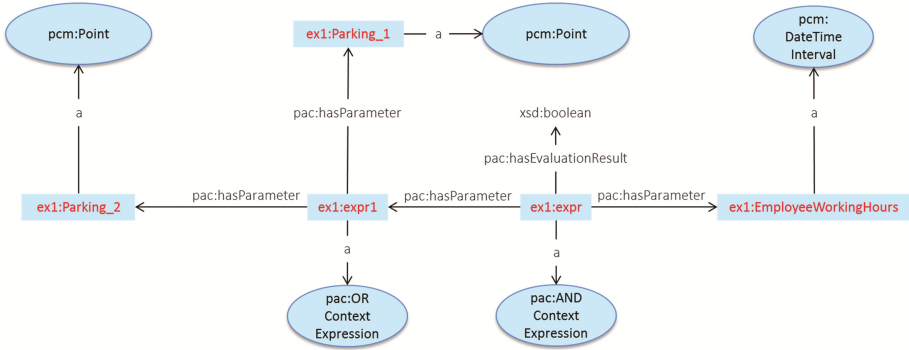 pcm:Point
ex1:Parking_1
a
pcm:Point
pcm:
DateTime
Interval
a
pac:hasParameter
xsd:boolean
a
pac:hasEvaluationResult
pac:hasParameter
pac:hasParameter
pac:hasParameter
ex1:Parking_2
ex1:expr1
ex1:expr
ex1:EmployeeWorkingHours
a
a
pac:OR
Context
Expression
pac:AND
Context
Expression